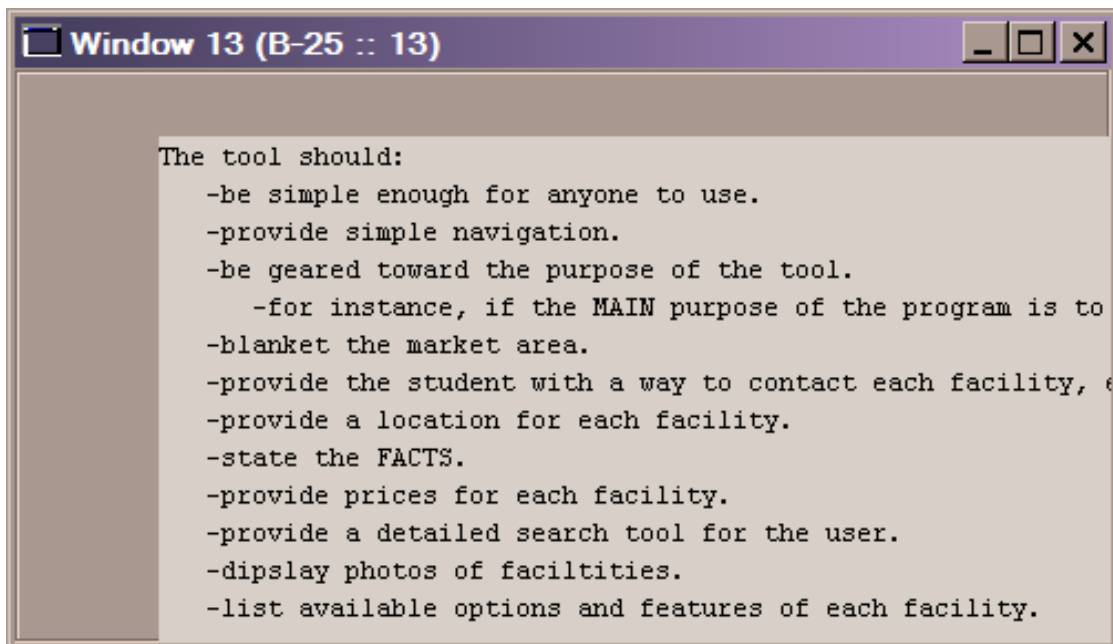 Window 13 (B-25 :: 13)
The tool should:
-be simple enough for anyone to use.
-provide simple navigation.
-be geared toward the purpose of the tool.
-for instance, if the MAIN purpose of the program is to
-blanket the market area.
-provide the student with a way to contact each facility,
-provide a location for each facility.
-state the FACTS.
-provide prices for each facility.
-provide a detailed search tool for the user.
-dipslay photos of faciltities.
-list available options and features of each facility.